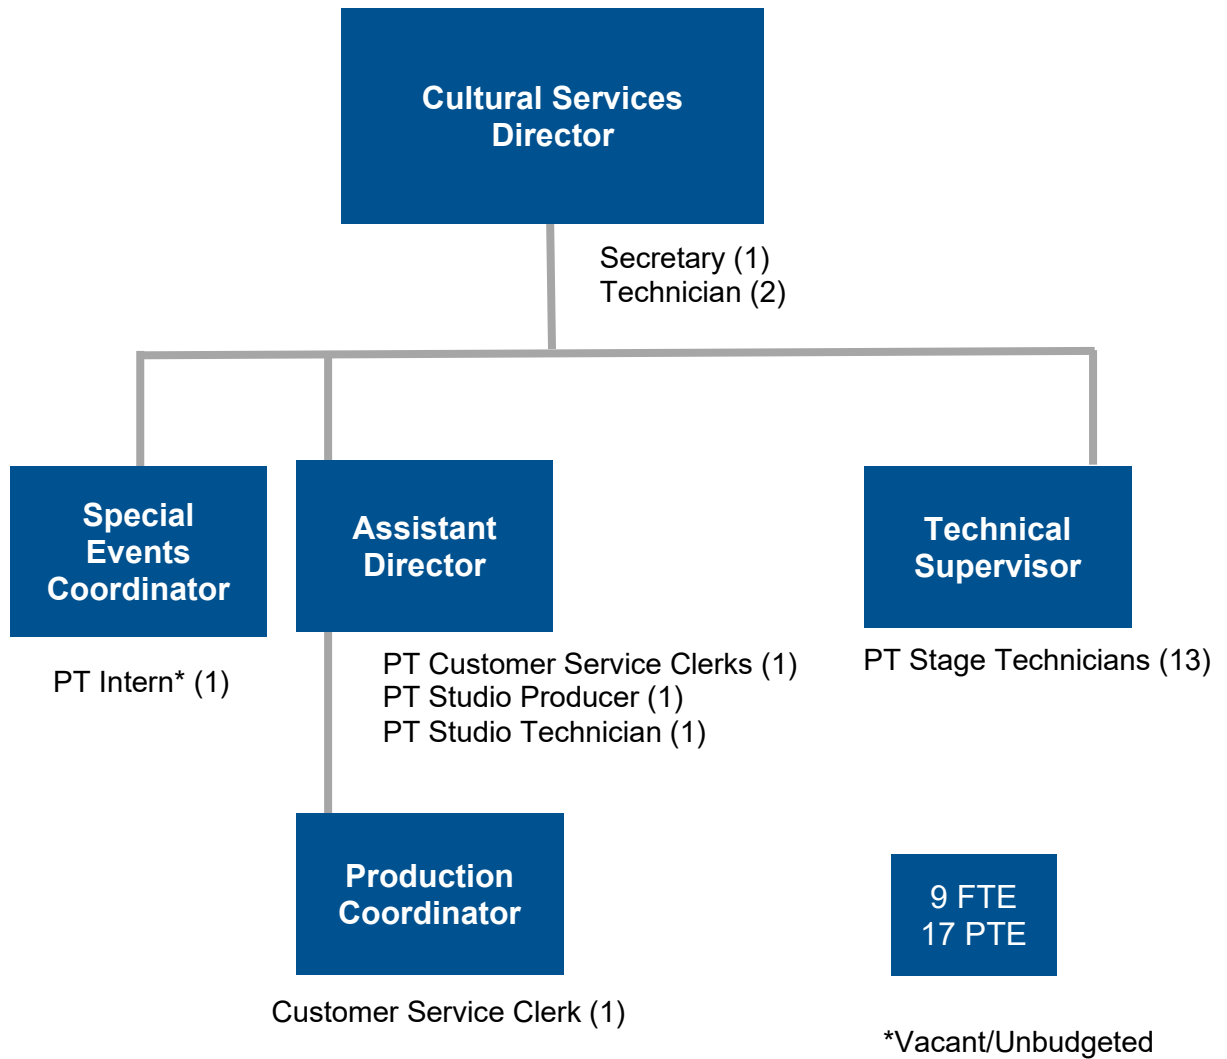 Cultural Services
Director
Secretary (1)
Technician (2)
Special
Events
Coordinator
PT Intern* (1)
Assistant
Director
PT Customer Service Clerks (1)
PT Studio Producer (1)
PT Studio Technician (1)
Technical
Supervisor
PT Stage Technicians (13)
Production
Coordinator
Customer Service Clerk (1)
9 FTE
17 PTE
*Vacant/Unbudgeted